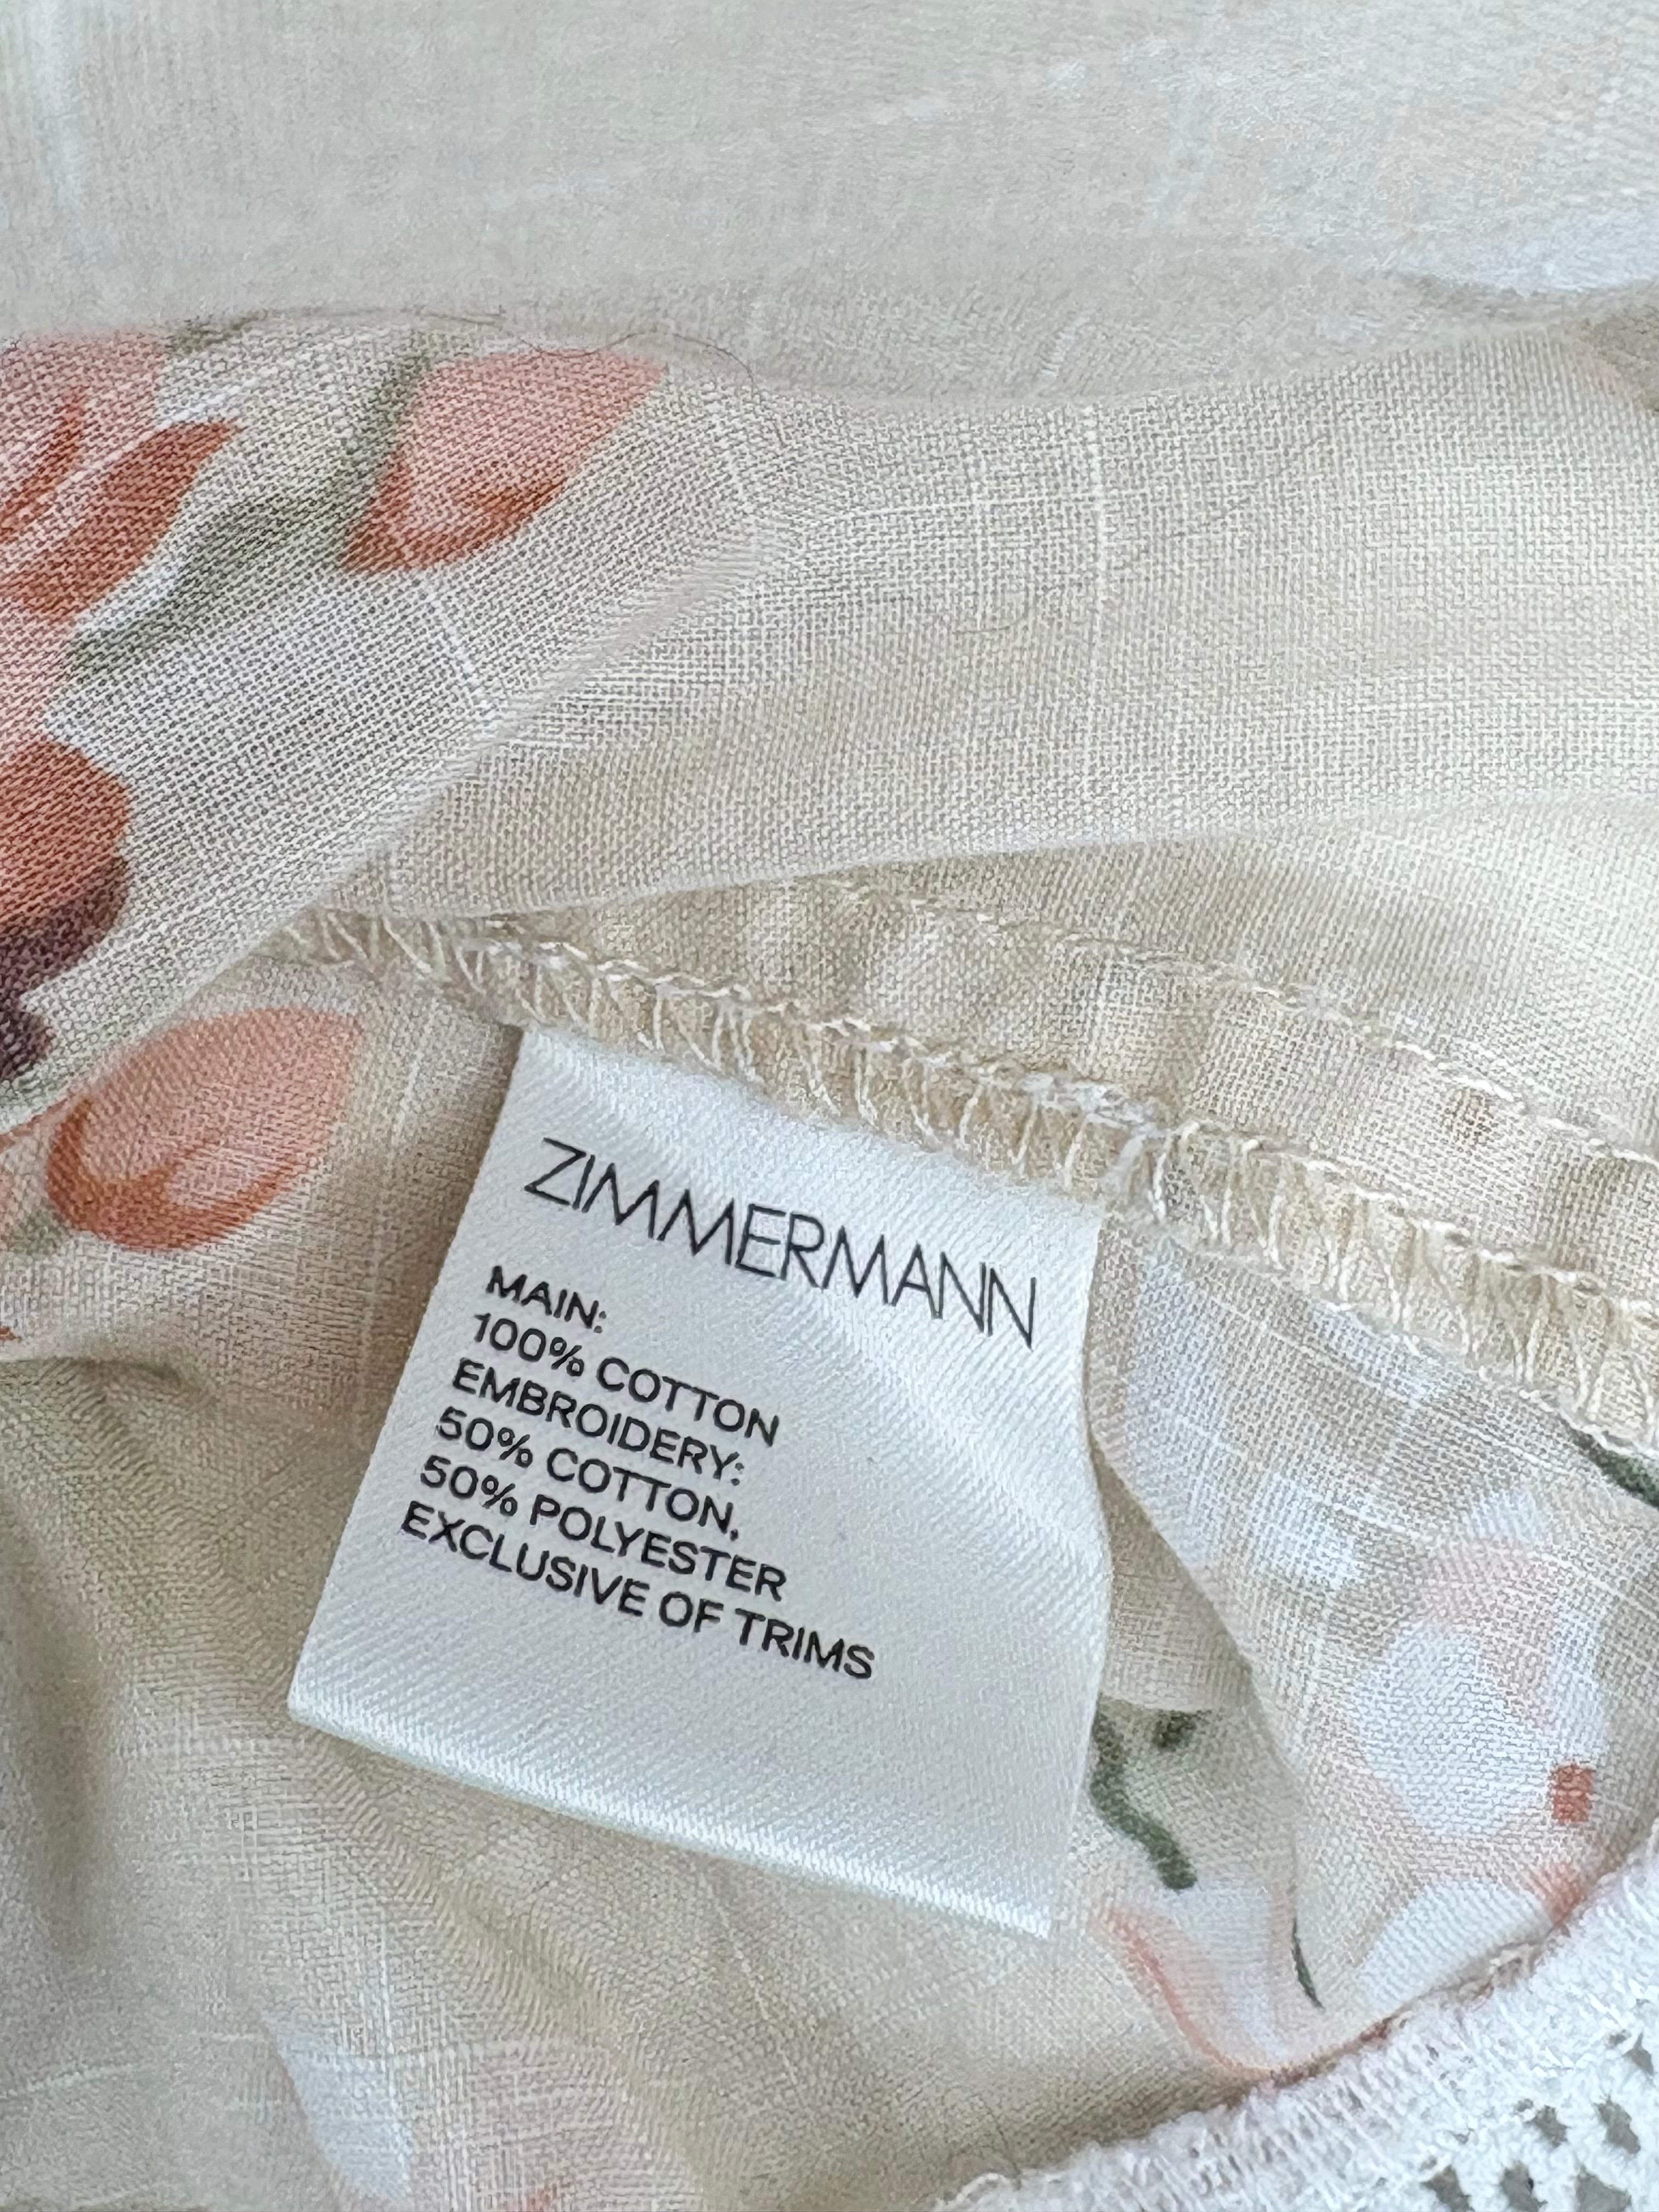 ZIMMERMANN
MAIN:
100% COTTON
EMBROIDERY:
50% COTTON,
50% POLYESTER
EXCLUSIVE OF TRIMS